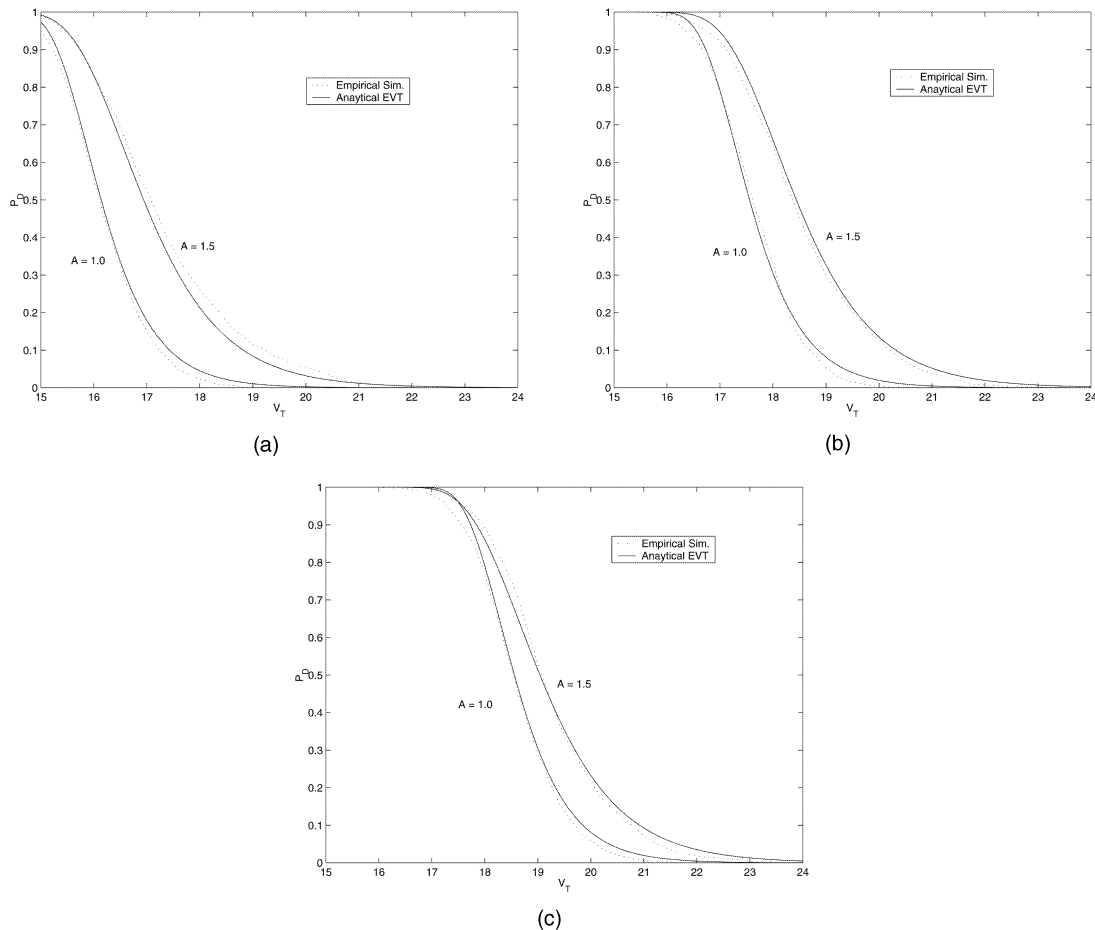 1
0.9
0.8
0.7
0.6
0.5
0.4
0.3
0.2
0.1
0
P_D
Empirical Sim.
Anaytical EVT
A = 1.5
A = 1.0
15 16 17 18 19 20 21 22 23 24
V_T
(a)
1
0.9
0.8
0.7
0.6
0.5
0.4
0.3
0.2
0.1
0
P_D
Empirical Sim.
Anaytical EVT
A = 1.5
A = 1.0
15 16 17 18 19 20 21 22 23 24
V_T
(b)
1
0.9
0.8
0.7
0.6
0.5
0.4
0.3
0.2
0.1
0
P_D
Empirical Sim.
Anaytical EVT
A = 1.5
A = 1.0
15 16 17 18 19 20 21 22 23 24
V_T
(c)